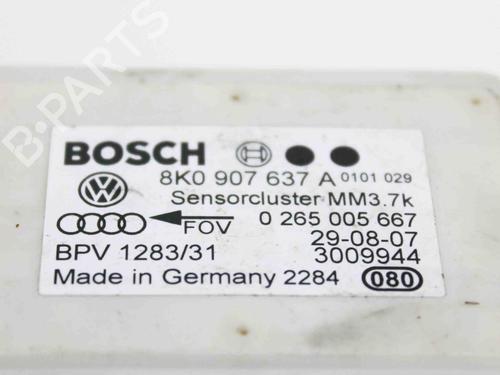 B-PARTS
BOSCH
8K0 907 637 A 0101 029
Sensorcluster MM3.7k
FOV 0 265 005 667
BPV 1283/31 29-08-07
3009944
Made in Germany 2284 080